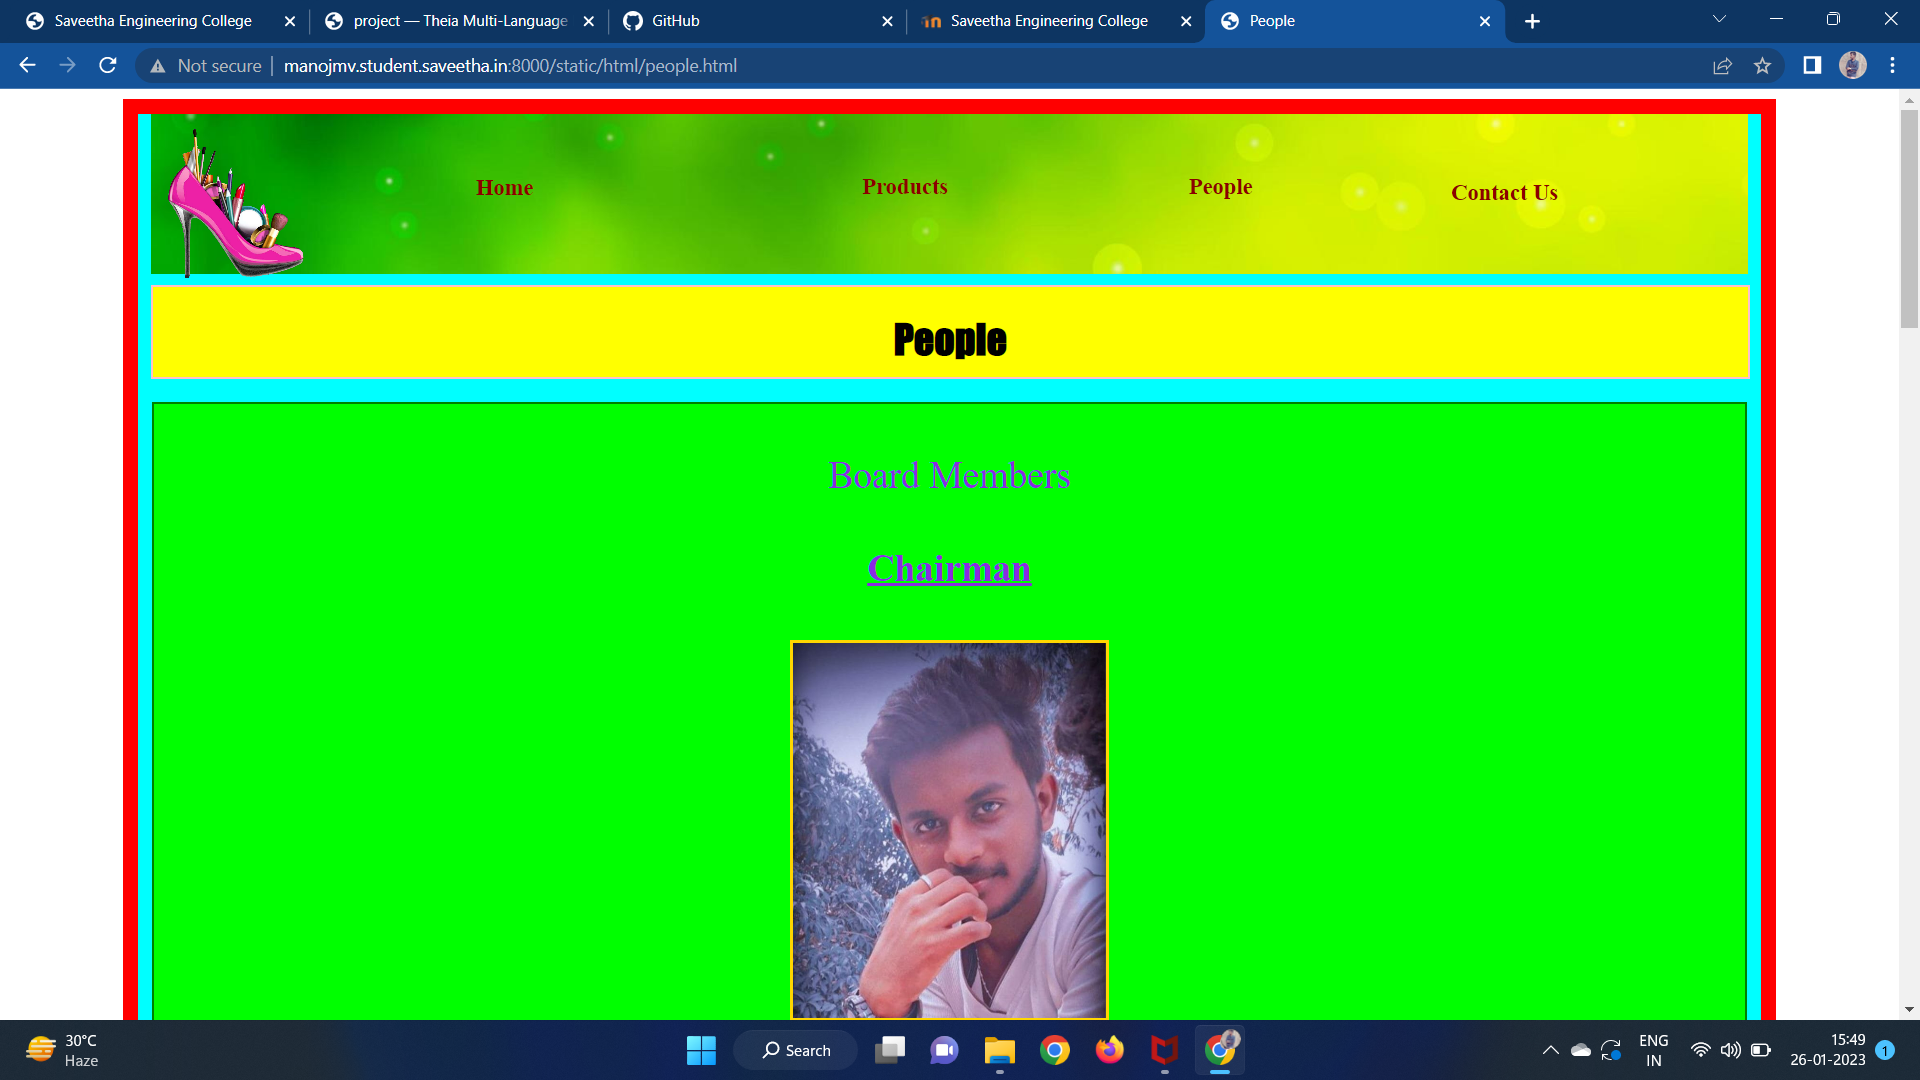 Saveetha Engineering College
project — Theia Multi-Language
GitHub
Saveetha Engineering College
People
Not secure
manojmv.student.saveetha.in:8000/static/html/people.html
Home
Products
People
Contact Us
People
Board Members
Chairman
30°C
Haze
Search
ENG
IN
15:49
26-01-2023
1